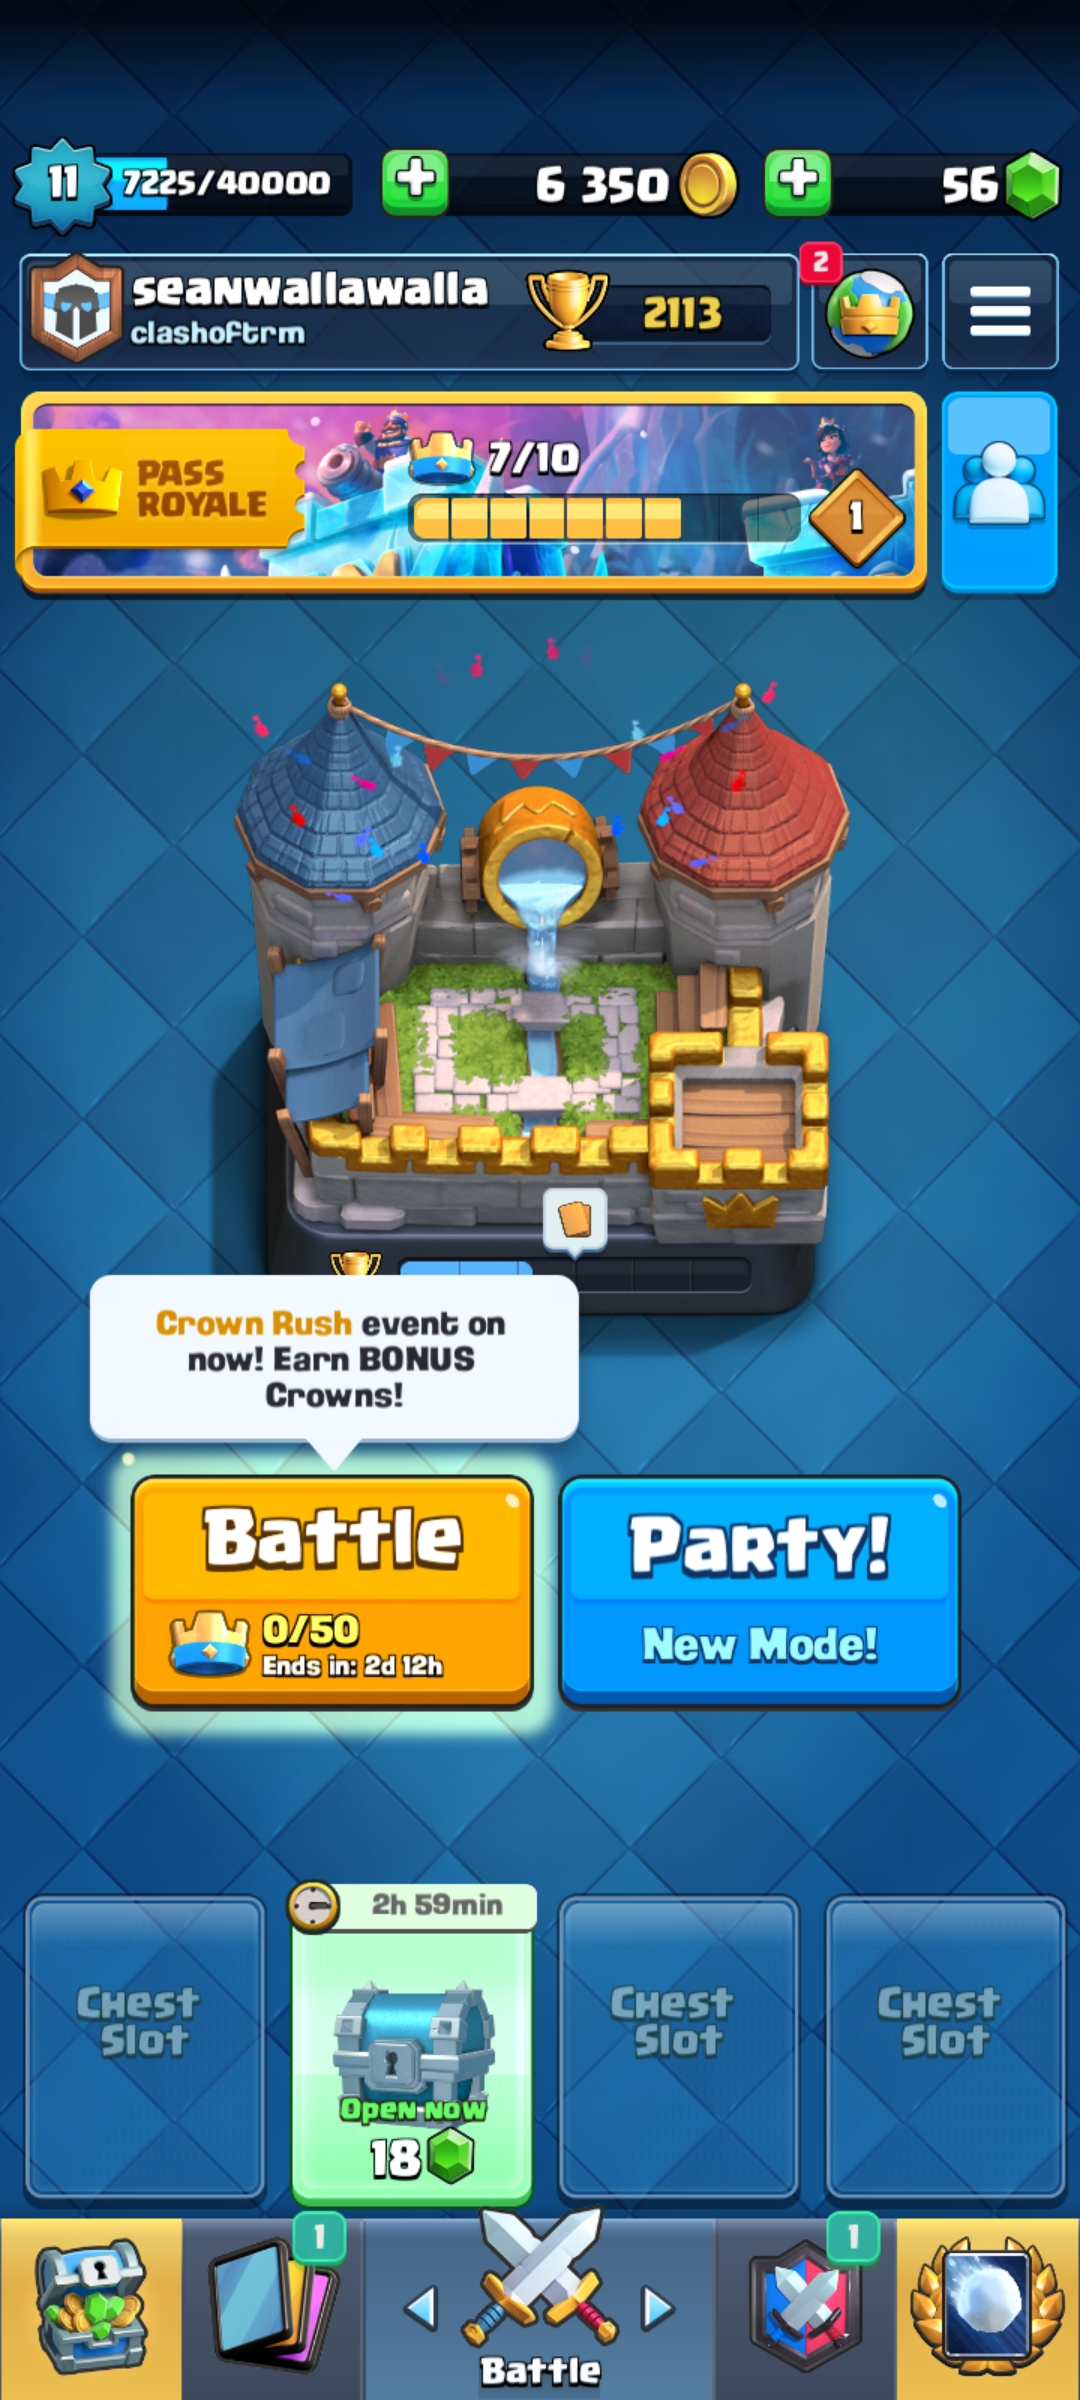 11
7225/40000
6 350
56
seanwallawalla
clashoftrm
2113
2
PASS
ROYALE
7/10
1
Crown Rush event on
now! Earn BONUS
Crowns!
Battle
0/50
Ends in: 2d 12h
Party!
New Mode!
Chest
Slot
2h 59min
Open now
18
Chest
Slot
Chest
Slot
1
Battle
1